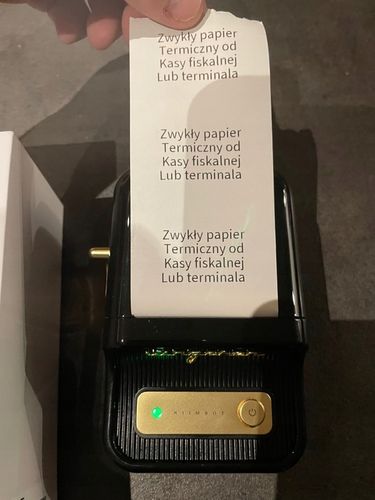 Zwykły papier
Termiczny od
Kasy fiskalnej
Lub terminala
Zwykły papier
Termiczny od
Kasy fiskalnej
Lub terminala
Zwykły papier
Termiczny od
Kasy fiskalnej
Lub terminala
NIIMBOT